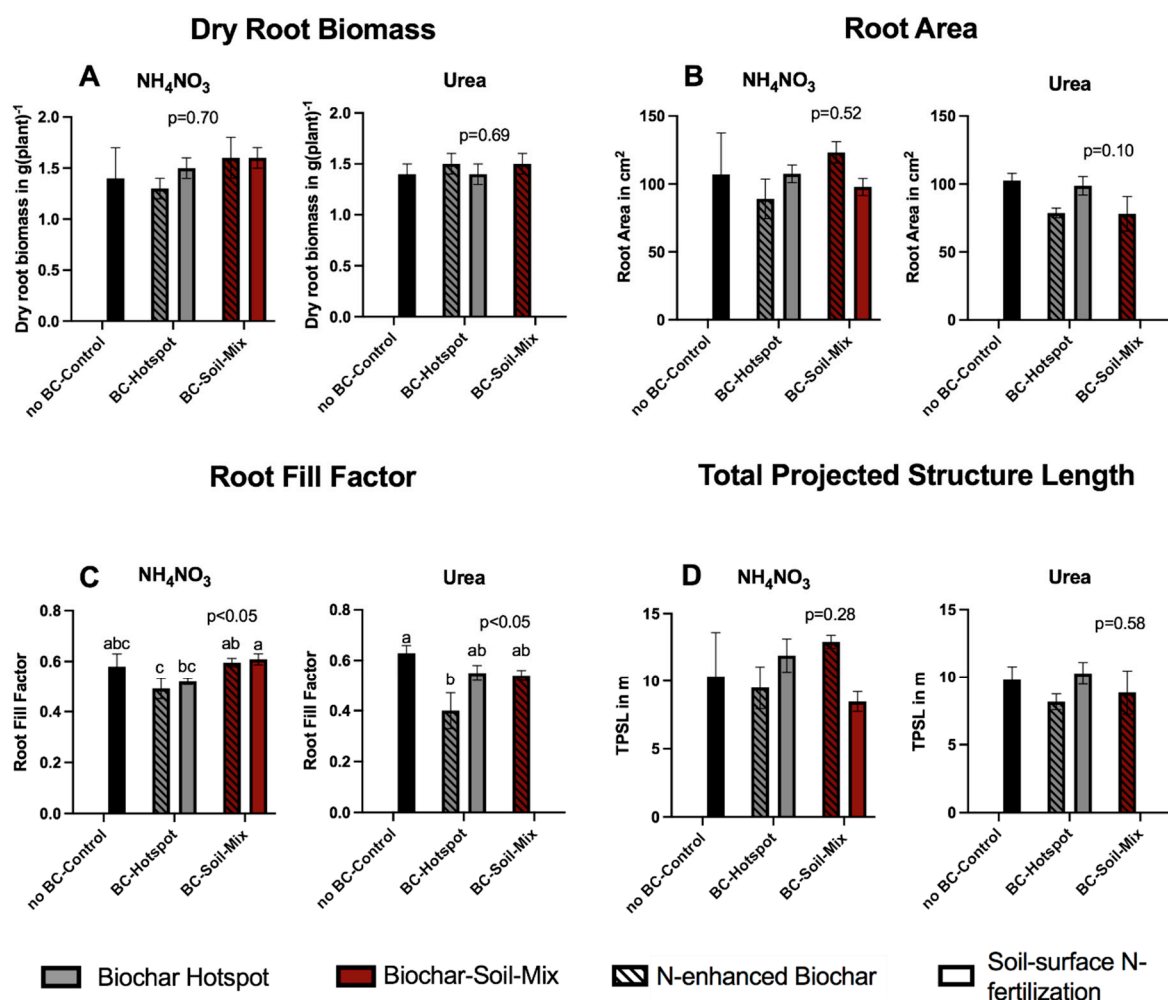 Dry Root Biomass
Root Area
A
NH₄NO₃
Urea
Dry root biomass in g(plant)⁻¹
2.0
1.5
1.0
0.5
0.0
p=0.70
no BC-Control
BC-Hotspot
BC-Soil-Mix
Dry root biomass in g(plant)⁻¹
2.0
1.5
1.0
0.5
0.0
p=0.69
no BC-Control
BC-Hotspot
BC-Soil-Mix
B
NH₄NO₃
Urea
Root Area in cm²
150
100
50
0
p=0.52
no BC-Control
BC-Hotspot
BC-Soil-Mix
Root Area in cm²
150
100
50
0
p=0.10
no BC-Control
BC-Hotspot
BC-Soil-Mix
Root Fill Factor
Total Projected Structure Length
C
NH₄NO₃
Urea
Root Fill Factor
0.8
0.6
0.4
0.2
0.0
p<0.05
abc
c
bc
ab
a
no BC-Control
BC-Hotspot
BC-Soil-Mix
Root Fill Factor
0.8
0.6
0.4
0.2
0.0
p<0.05
a
b
ab
ab
no BC-Control
BC-Hotspot
BC-Soil-Mix
D
NH₄NO₃
Urea
TPSL in m
15
10
5
0
p=0.28
no BC-Control
BC-Hotspot
BC-Soil-Mix
TPSL in m
15
10
5
0
p=0.58
no BC-Control
BC-Hotspot
BC-Soil-Mix
Biochar Hotspot
Biochar-Soil-Mix
N-enhanced Biochar
Soil-surface N-
fertilization